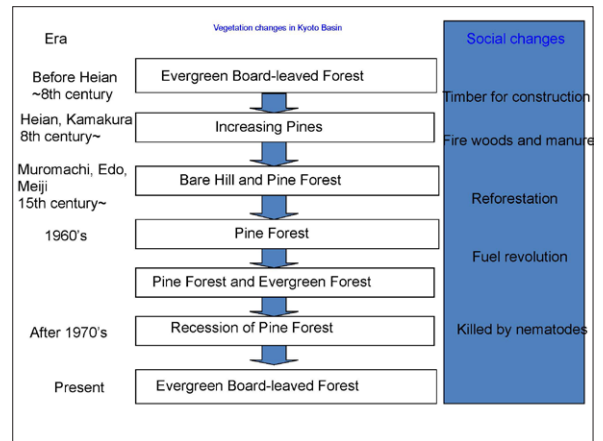 Vegetation changes in Kyoto Basin
Era
Social changes
Before Heian
~8th century
Evergreen Board-leaved Forest
Timber for construction
Heian, Kamakura
8th century~
Increasing Pines
Fire woods and manure
Muromachi, Edo,
Meiji
15th century~
Bare Hill and Pine Forest
Reforestation
1960's
Pine Forest
Fuel revolution
Pine Forest and Evergreen Forest
After 1970's
Recession of Pine Forest
Killed by nematodes
Present
Evergreen Board-leaved Forest